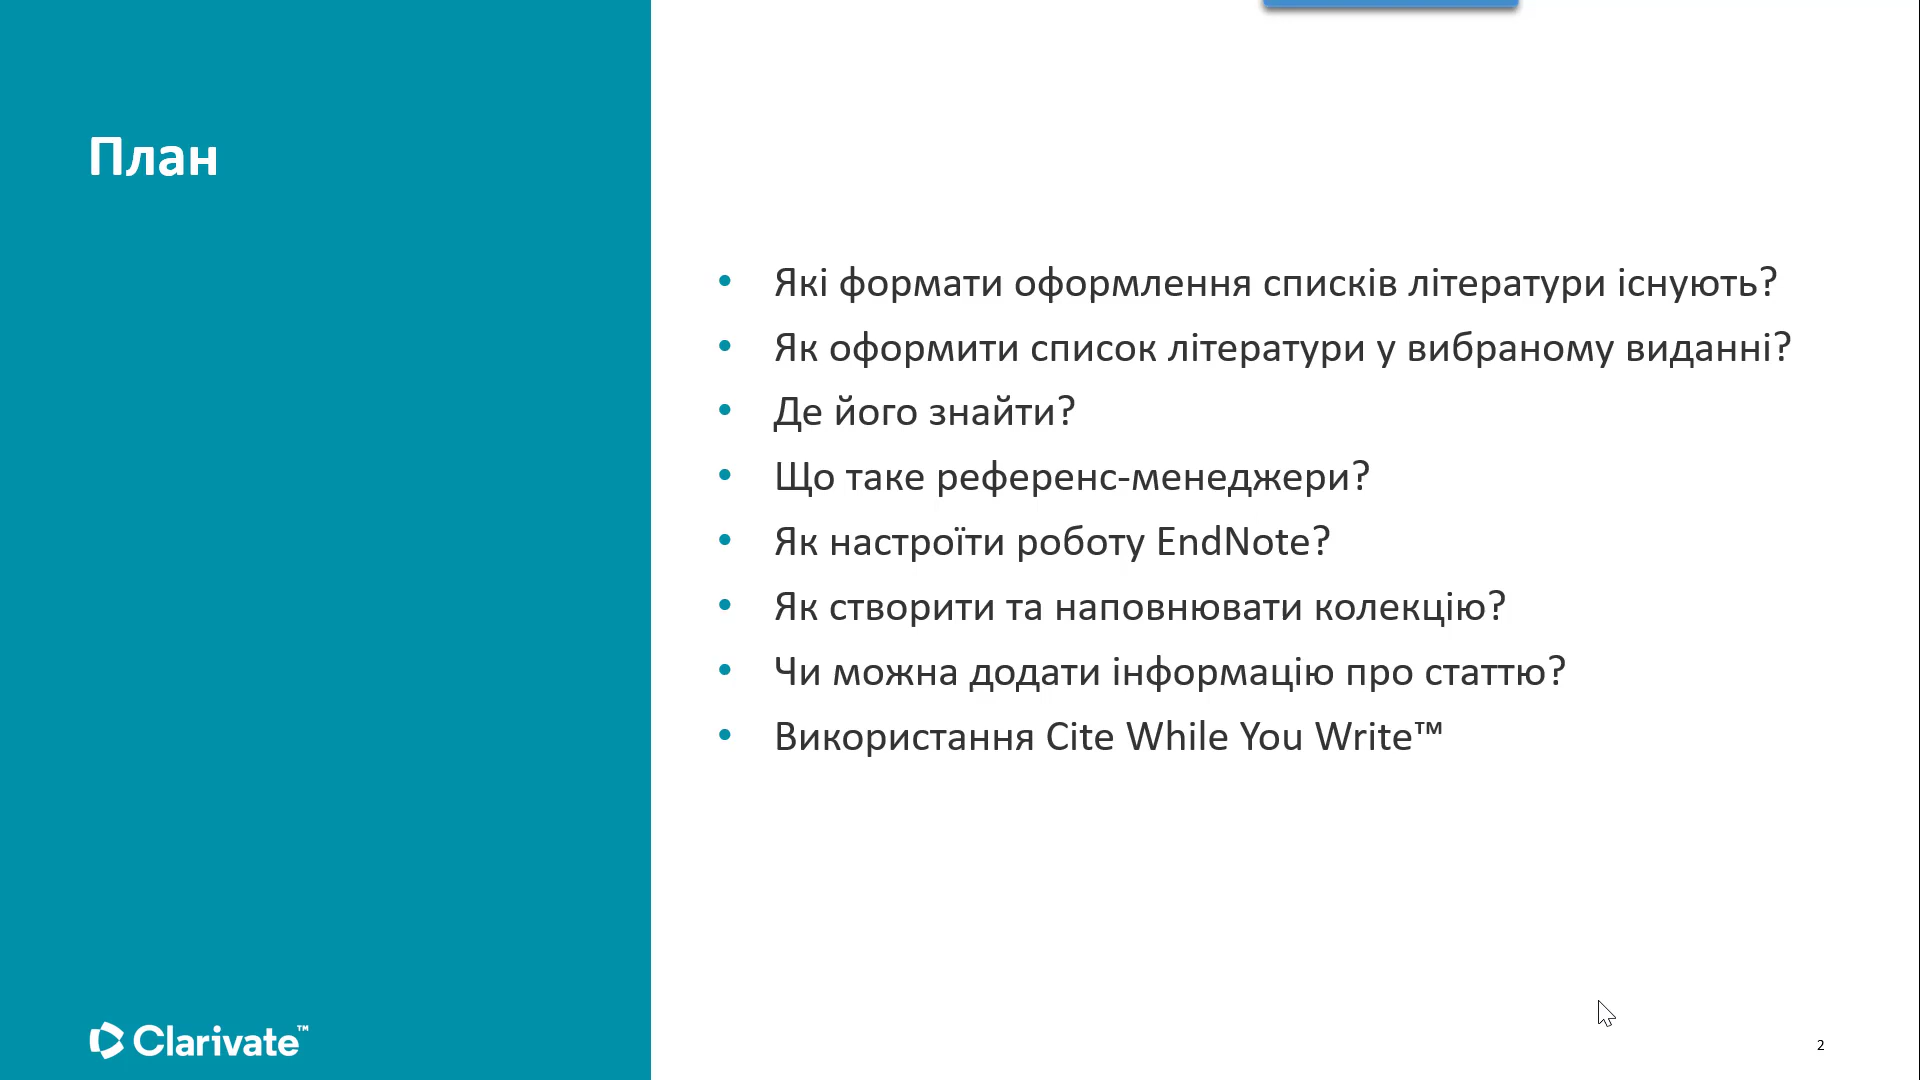 План
• Які формати оформлення списків літератури існують?
• Як оформити список літератури у вибраному виданні?
• Де його знайти?
• Що таке референс-менеджери?
• Як настроїти роботу EndNote?
• Як створити та наповнювати колекцію?
• Чи можна додати інформацію про статтю?
• Використання Cite While You Write™
Clarivate™
2